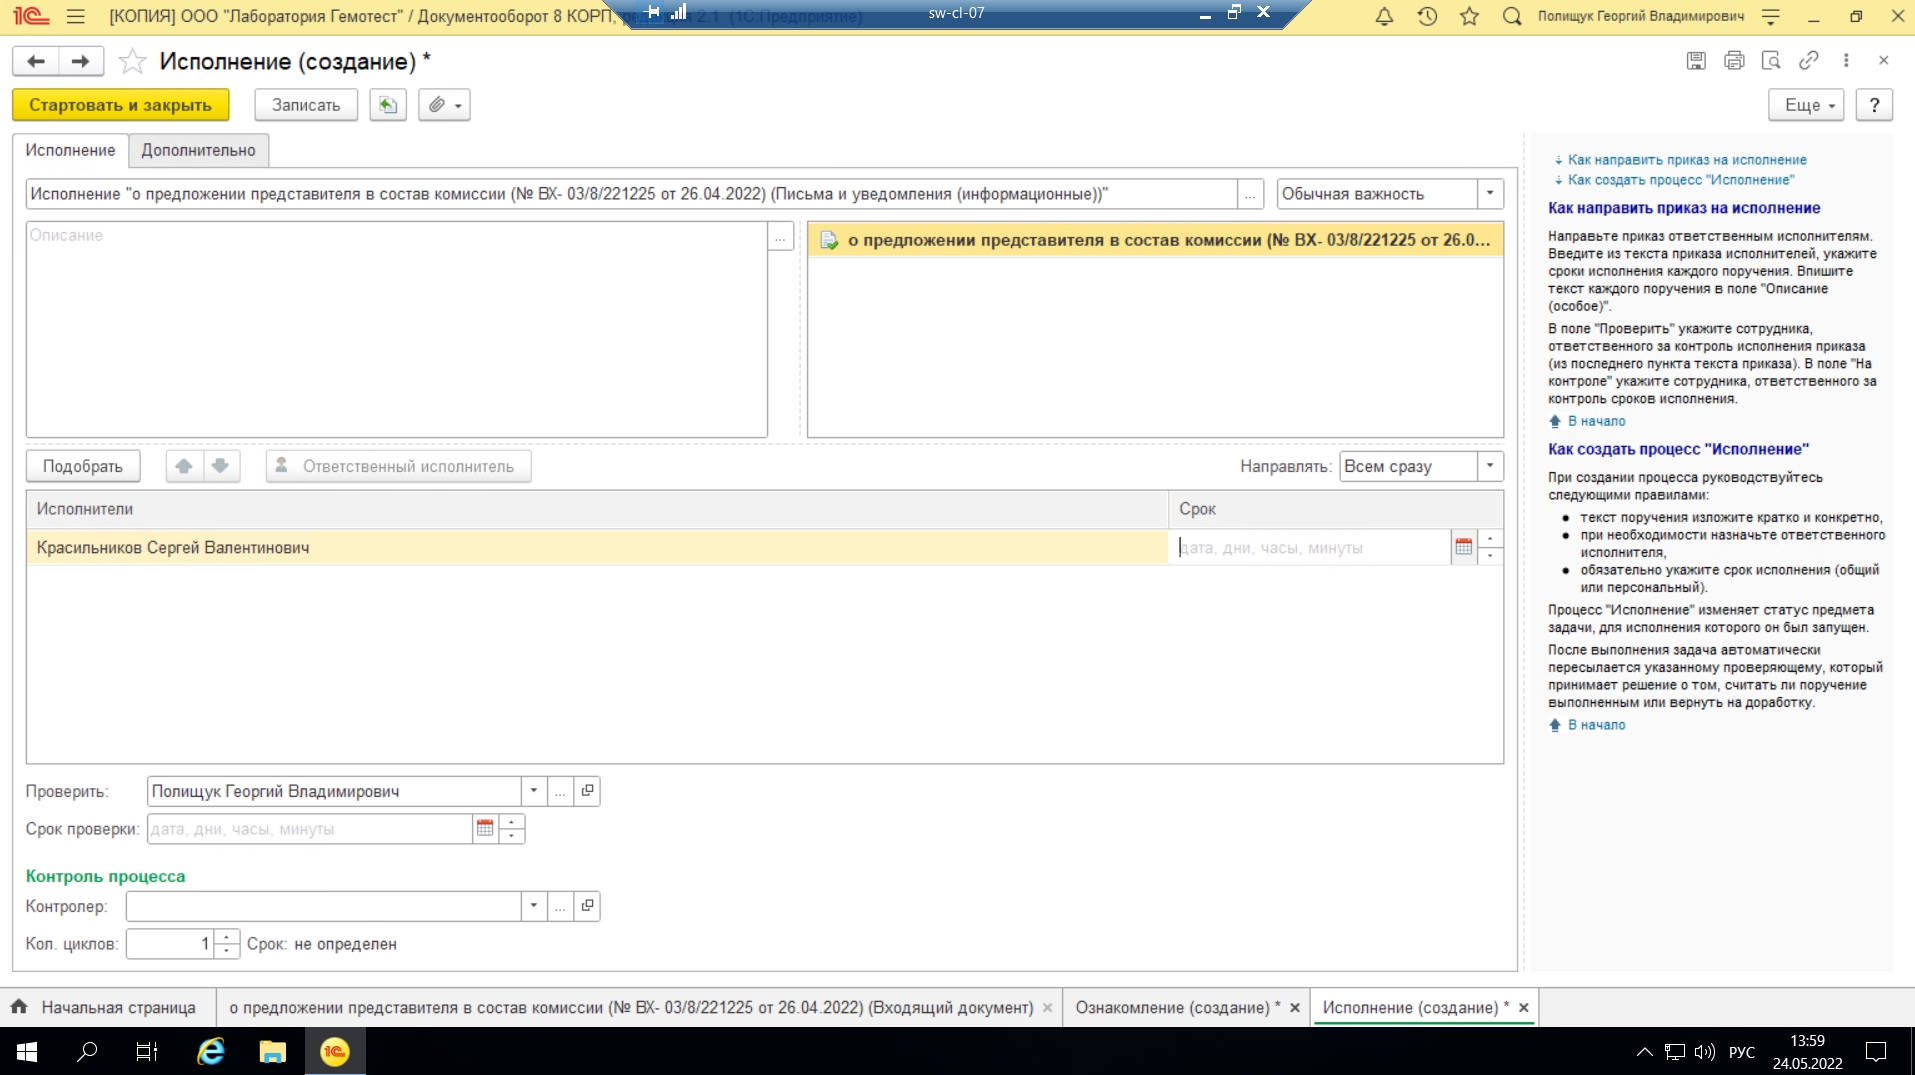 [КОПИЯ] ООО "Лаборатория Гемотест" / Документооборот 8 КОРП, редакция 2.1 (1С:Предприятие)
sw-cl-07
Полищук Георгий Владимирович
Исполнение (создание) *
Стартовать и закрыть
Записать
Еще
?
Исполнение
Дополнительно
Исполнение "о предложении представителя в состав комиссии (№ ВХ- 03/8/221225 от 26.04.2022) (Письма и уведомления (информационные))"
...
Обычная важность
Описание
...
о предложении представителя в состав комиссии (№ ВХ- 03/8/221225 от 26.0...
Подобрать
Ответственный исполнитель
Направлять:
Всем сразу
Исполнители
Срок
Красильников Сергей Валентинович
дата, дни, часы, минуты
Проверить:
Полищук Георгий Владимирович
...
Срок проверки:
дата, дни, часы, минуты
Контроль процесса
Контролер:
...
Кол. циклов:
1
Срок: не определен
Как направить приказ на исполнение
Как создать процесс "Исполнение"
Как направить приказ на исполнение
Направьте приказ ответственным исполнителям.
Введите из текста приказа исполнителей, укажите
сроки исполнения каждого поручения. Впишите
текст каждого поручения в поле "Описание
(особое)".
В поле "Проверить" укажите сотрудника,
ответственного за контроль исполнения приказа
(из последнего пункта текста приказа). В поле "На
контроле" укажите сотрудника, ответственного за
контроль сроков исполнения.
В начало
Как создать процесс "Исполнение"
При создании процесса руководствуйтесь
следующими правилами:
● текст поручения изложите кратко и конкретно,
● при необходимости назначьте ответственного
исполнителя,
● обязательно укажите срок исполнения (общий
или персональный).
Процесс "Исполнение" изменяет статус предмета
задачи, для исполнения которого он был запущен.
После выполнения задача автоматически
пересылается указанному проверяющему, который
принимает решение о том, считать ли поручение
выполненным или вернуть на доработку.
В начало
Начальная страница
о предложении представителя в состав комиссии (№ ВХ- 03/8/221225 от 26.04.2022) (Входящий документ)
Ознакомление (создание) *
Исполнение (создание) *
РУС
13:59
24.05.2022